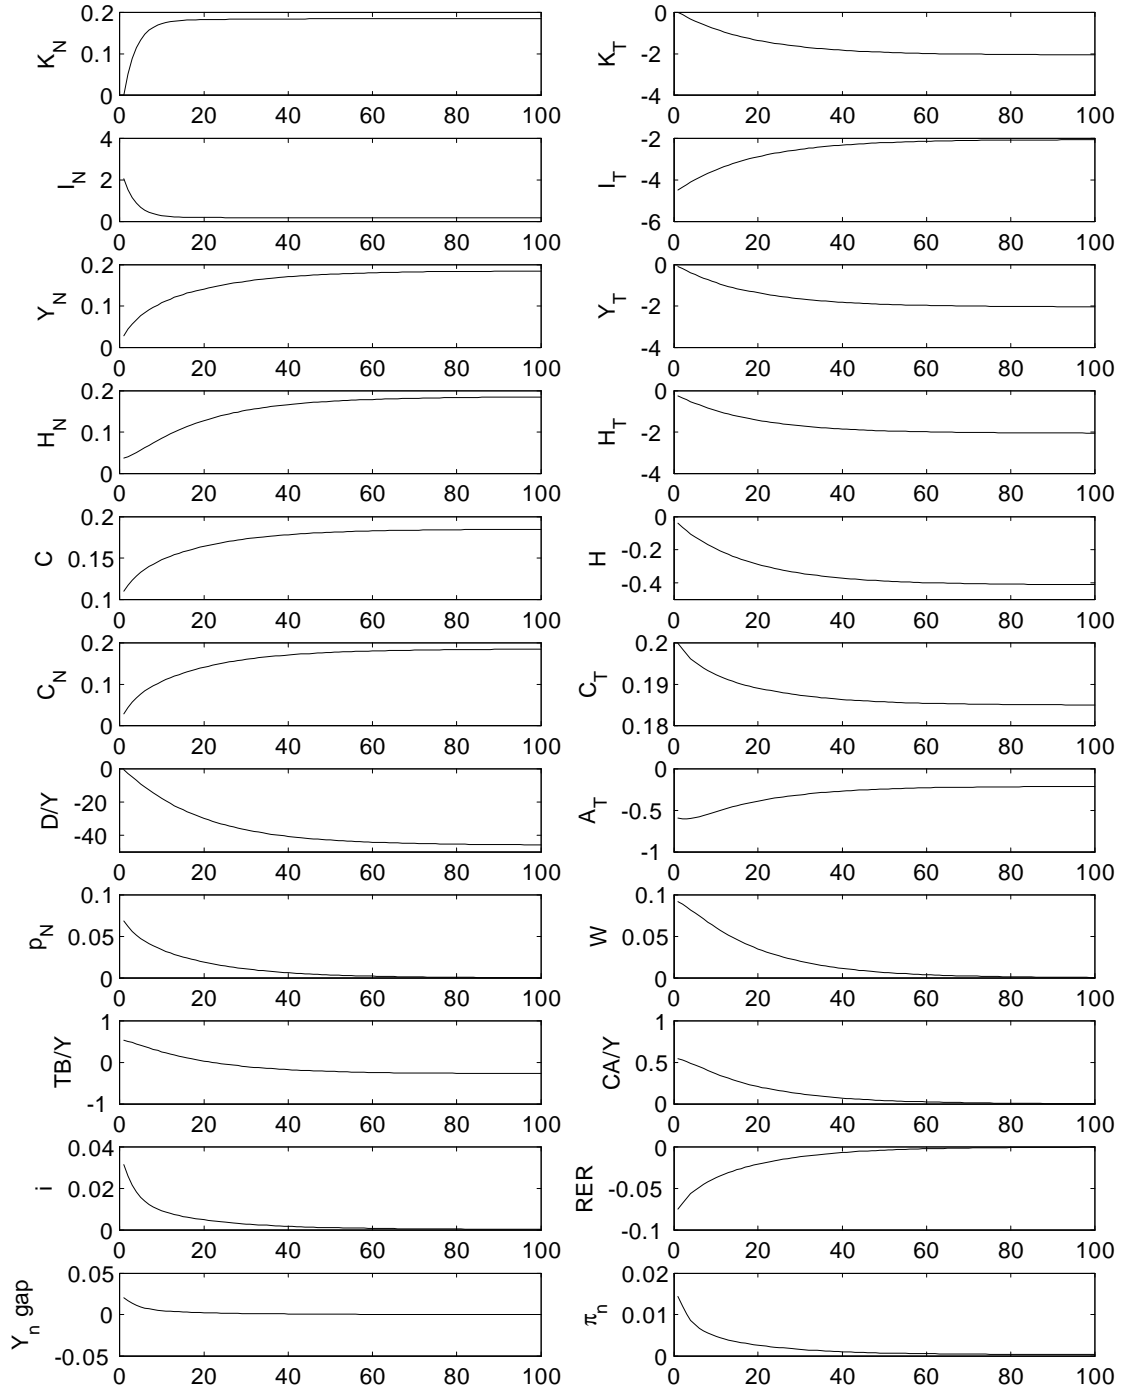 0.2
0.1
0
K_N
0 20 40 60 80 100
0
-2
-4
K_T
0 20 40 60 80 100
4
2
0
I_N
0 20 40 60 80 100
-2
-4
-6
I_T
0 20 40 60 80 100
0.2
0.1
0
Y_N
0 20 40 60 80 100
0
-2
-4
Y_T
0 20 40 60 80 100
0.2
0.1
0
H_N
0 20 40 60 80 100
0
-2
-4
H_T
0 20 40 60 80 100
0.2
0.15
0.1
C
0 20 40 60 80 100
0
-0.2
-0.4
H
0 20 40 60 80 100
0.2
0.1
0
C_N
0 20 40 60 80 100
0.2
0.19
0.18
C_T
0 20 40 60 80 100
0
-20
-40
D/Y
0 20 40 60 80 100
0
-0.5
-1
A_T
0 20 40 60 80 100
0.1
0.05
0
p_N
0 20 40 60 80 100
0.1
0.05
0
W
0 20 40 60 80 100
1
0
-1
TB/Y
0 20 40 60 80 100
1
0.5
0
CA/Y
0 20 40 60 80 100
0.04
0.02
0
i
0 20 40 60 80 100
0
-0.05
-0.1
RER
0 20 40 60 80 100
0.05
0
-0.05
Y_n gap
0 20 40 60 80 100
0.02
0.01
0
π_n
0 20 40 60 80 100